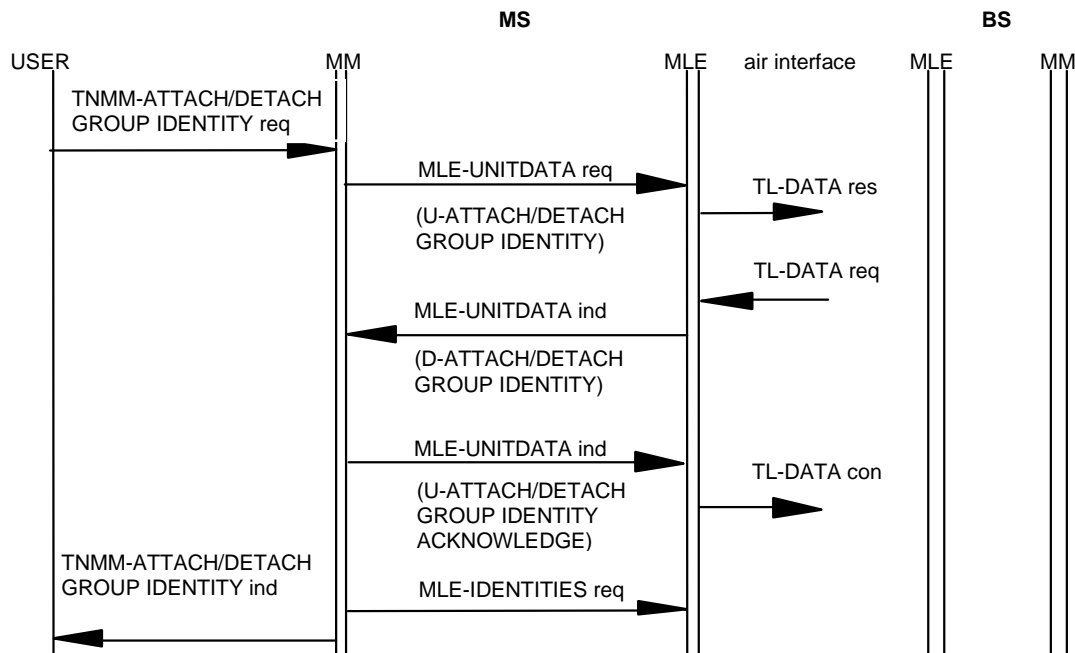 MS BS
USER MM MLE air interface MLE MM
TNMM-ATTACH/DETACH
GROUP IDENTITY req
MLE-UNITDATA req
TL-DATA res
(U-ATTACH/DETACH
GROUP IDENTITY)
TL-DATA req
MLE-UNITDATA ind
(D-ATTACH/DETACH
GROUP IDENTITY)
MLE-UNITDATA ind
TL-DATA con
(U-ATTACH/DETACH
GROUP IDENTITY
ACKNOWLEDGE)
TNMM-ATTACH/DETACH
GROUP IDENTITY ind
MLE-IDENTITIES req